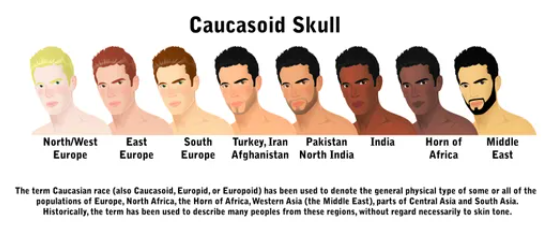 Caucasoid Skull
North/West East South Turkey, Iran Pakistan India Horn of Middle
Europe Europe Europe Afghanistan North India Africa East
The term Caucasian race (also Caucasoid, Europid, or Europoid) has been used to denote the general physical type of some or all of the
populations of Europe, North Africa, the Horn of Africa, Western Asia (the Middle East), parts of Central Asia and South Asia.
Historically, the term has been used to describe many peoples from these regions, without regard necessarily to skin tone.